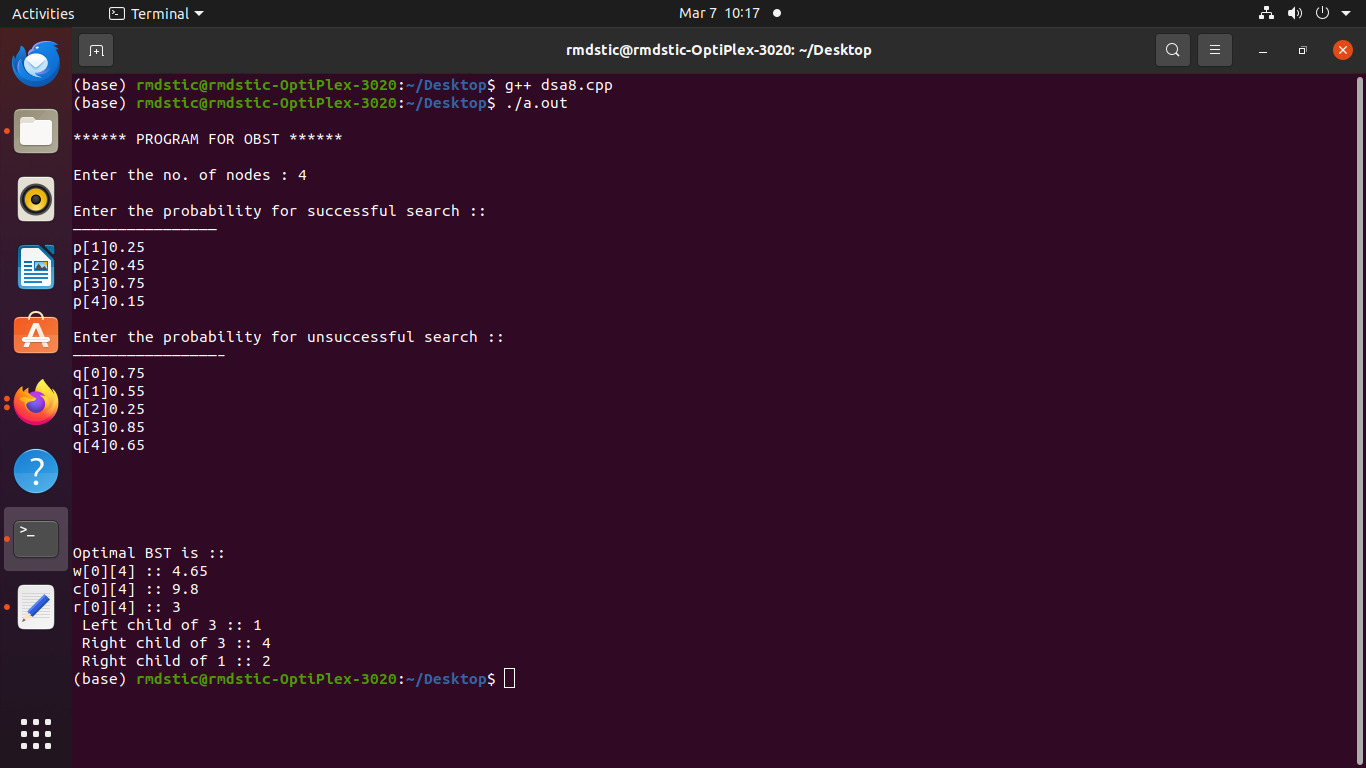 Activities Terminal Mar 7 10:17
rmdstic@rmdstic-OptiPlex-3020: ~/Desktop
(base) rmdstic@rmdstic-OptiPlex-3020:~/Desktop$ g++ dsa8.cpp
(base) rmdstic@rmdstic-OptiPlex-3020:~/Desktop$ ./a.out
****** PROGRAM FOR OBST ******
Enter the no. of nodes : 4
Enter the probability for successful search ::
————————————————
p[1]0.25
p[2]0.45
p[3]0.75
p[4]0.15
Enter the probability for unsuccessful search ::
————————————————-
q[0]0.75
q[1]0.55
q[2]0.25
q[3]0.85
q[4]0.65
Optimal BST is ::
w[0][4] :: 4.65
c[0][4] :: 9.8
r[0][4] :: 3
Left child of 3 :: 1
Right child of 3 :: 4
Right child of 1 :: 2
(base) rmdstic@rmdstic-OptiPlex-3020:~/Desktop$